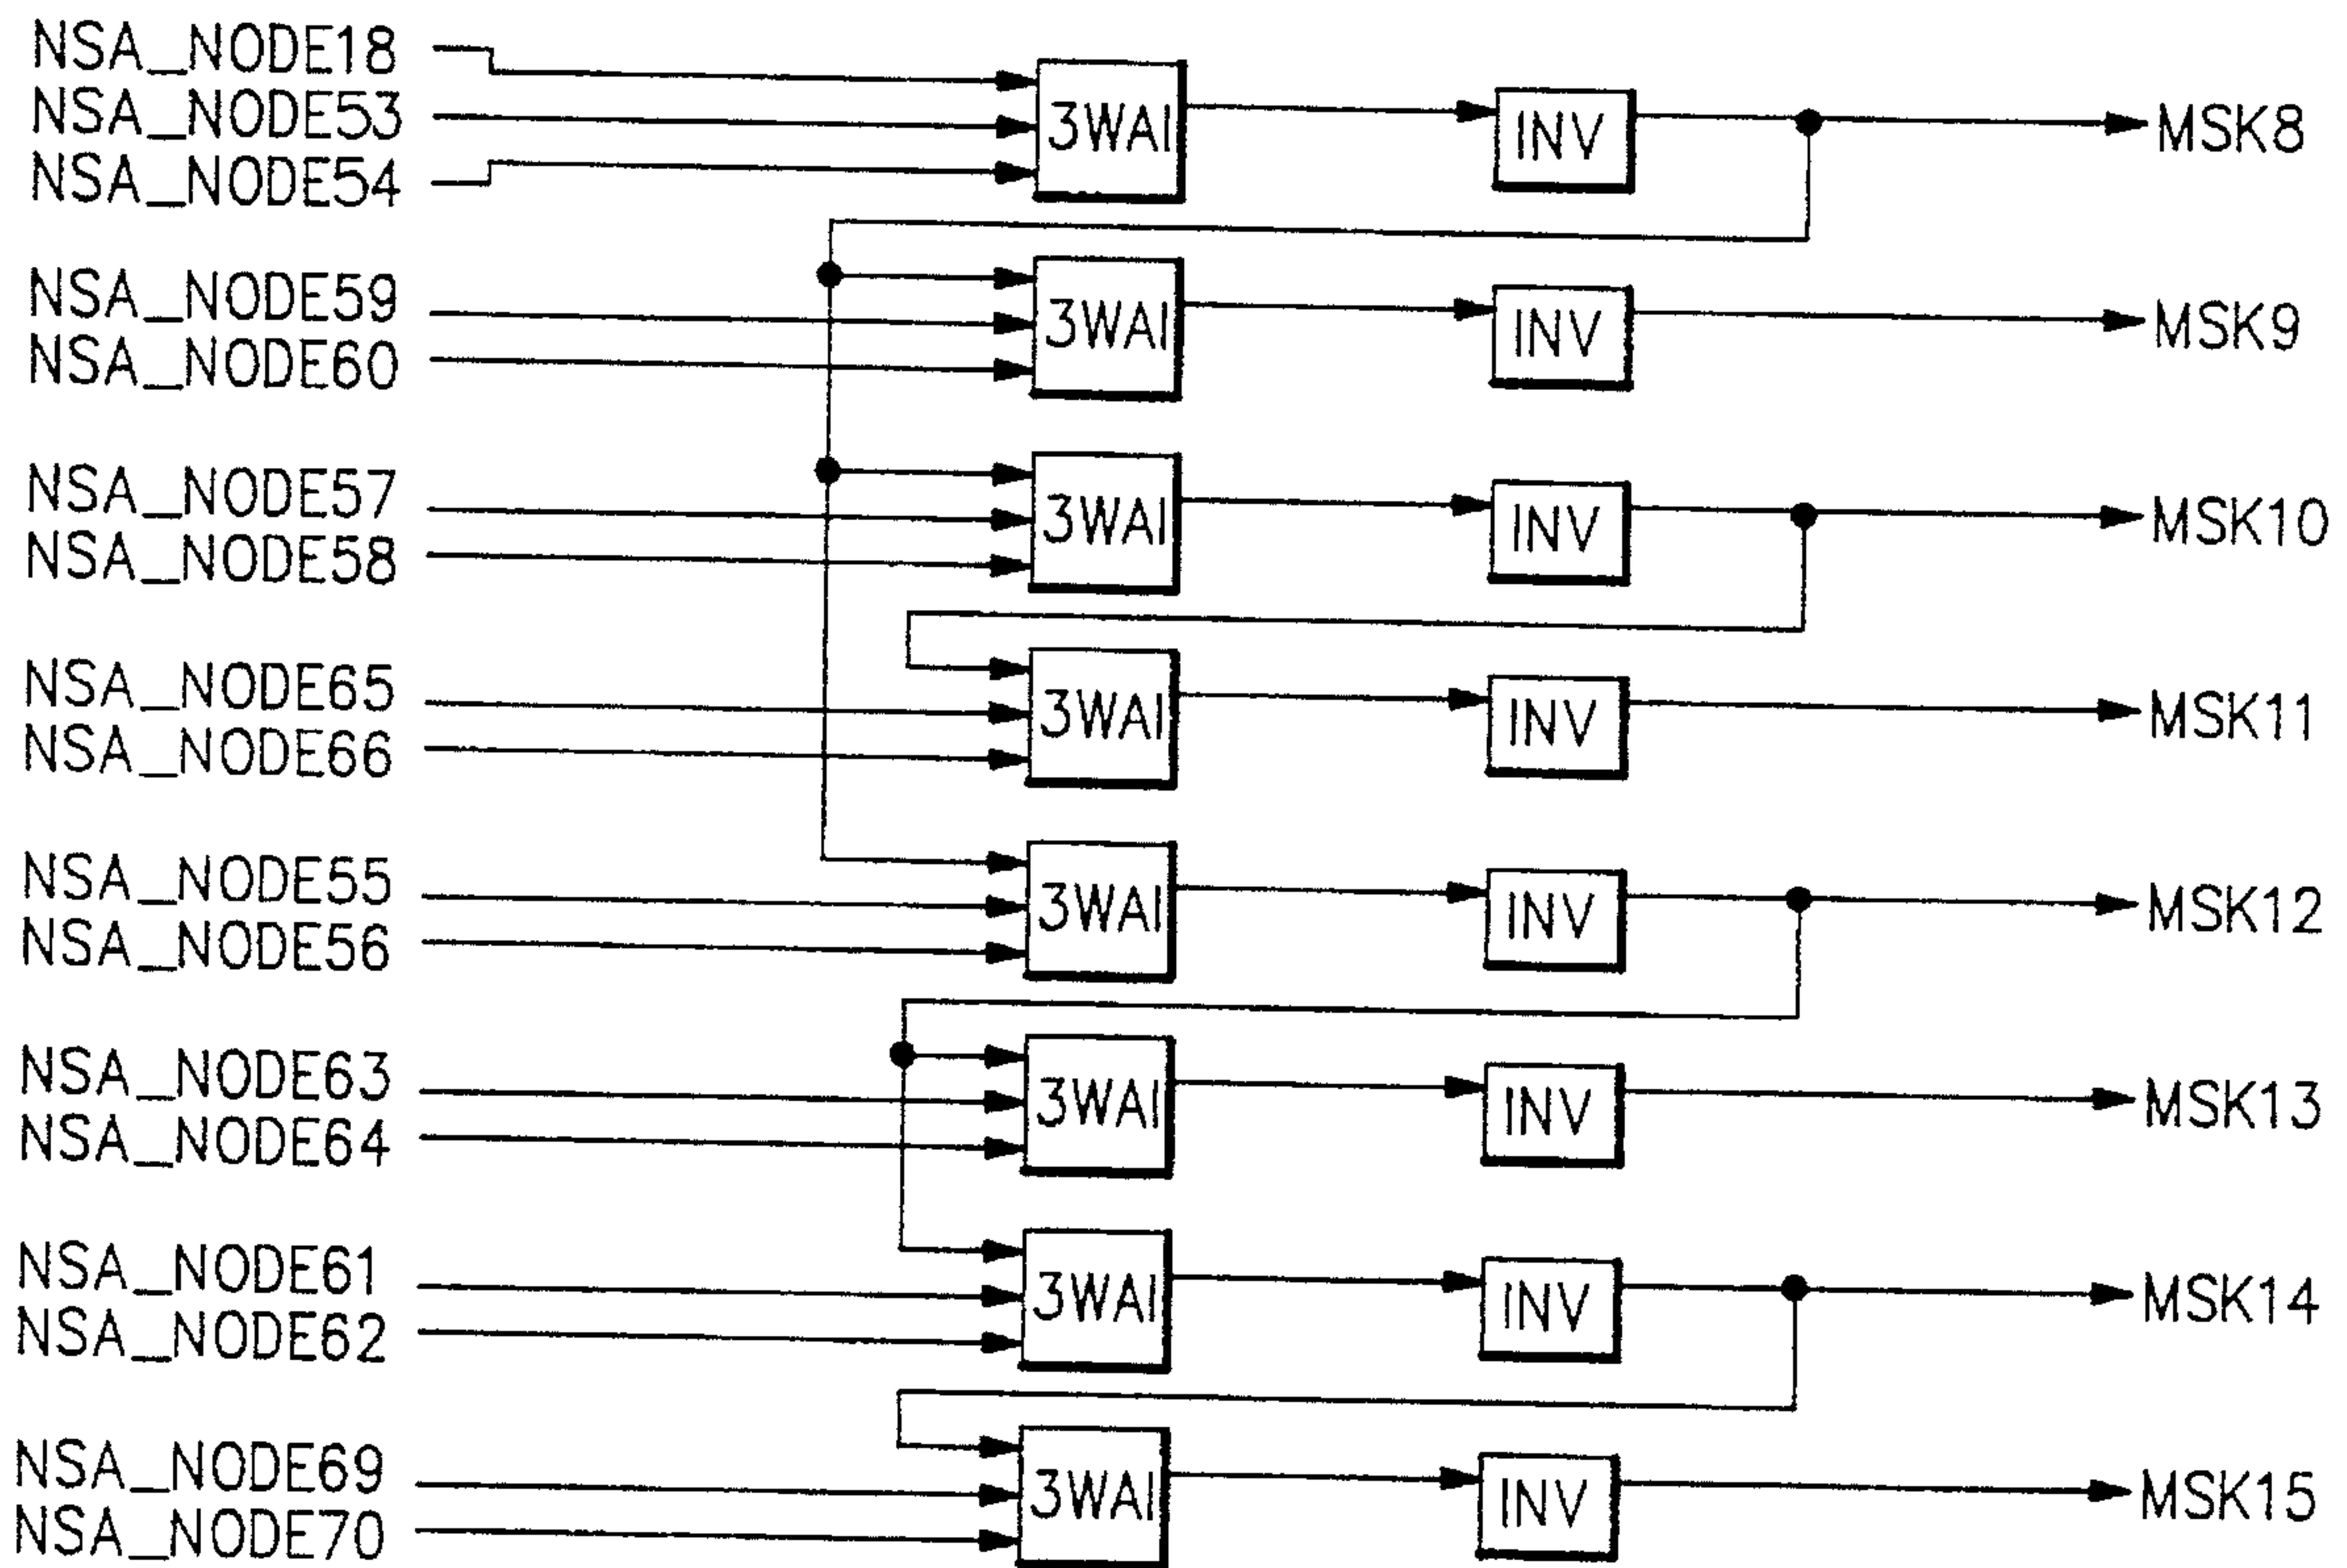 NSA_NODE18
NSA_NODE53
NSA_NODE54
3WAI
INV
MSK8
NSA_NODE59
NSA_NODE60
3WAI
INV
MSK9
NSA_NODE57
NSA_NODE58
3WAI
INV
MSK10
NSA_NODE65
NSA_NODE66
3WAI
INV
MSK11
NSA_NODE55
NSA_NODE56
3WAI
INV
MSK12
NSA_NODE63
NSA_NODE64
3WAI
INV
MSK13
NSA_NODE61
NSA_NODE62
3WAI
INV
MSK14
NSA_NODE69
NSA_NODE70
3WAI
INV
MSK15